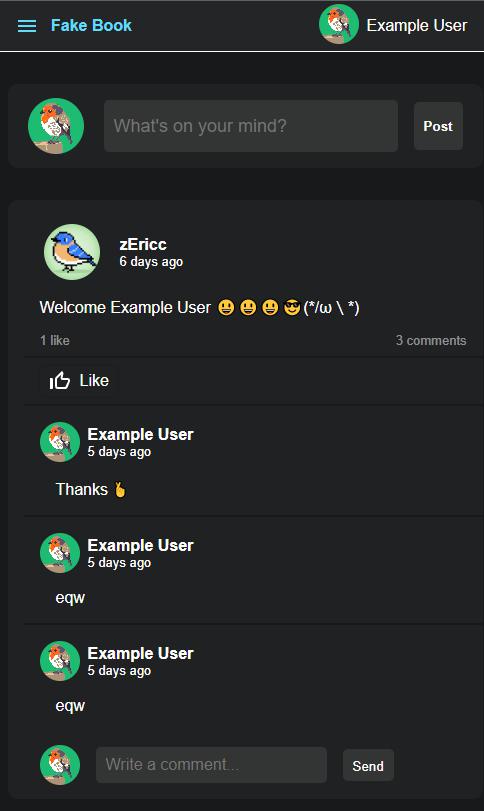 Fake Book
Example User
What's on your mind?
Post
zEricc
6 days ago
Welcome Example User 😃😃😃😎(*/ω \ *)
1 like
3 comments
Like
Example User
5 days ago
Thanks 🫰
Example User
5 days ago
eqw
Example User
5 days ago
eqw
Write a comment...
Send